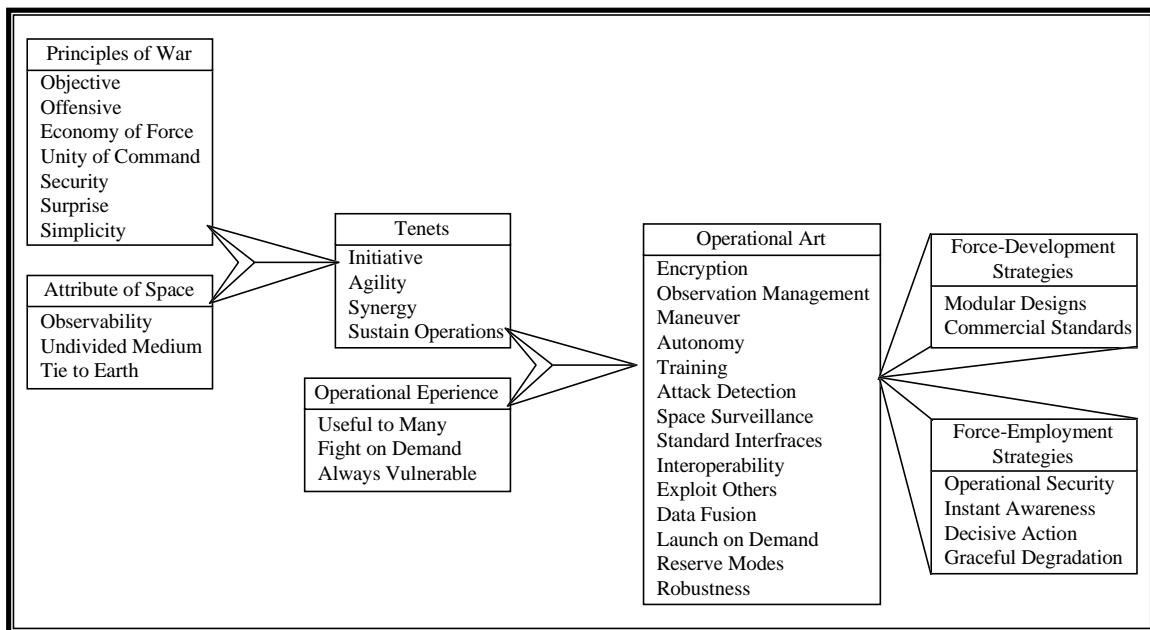 Principles of War
Objective
Offensive
Economy of Force
Unity of Command
Security
Surprise
Simplicity
Attribute of Space
Observability
Undivided Medium
Tie to Earth
Tenets
Initiative
Agility
Synergy
Sustain Operations
Operational Eperience
Useful to Many
Fight on Demand
Always Vulnerable
Operational Art
Encryption
Observation Management
Maneuver
Autonomy
Training
Attack Detection
Space Surveillance
Standard Interfraces
Interoperability
Exploit Others
Data Fusion
Launch on Demand
Reserve Modes
Robustness
Force-Development
Strategies
Modular Designs
Commercial Standards
Force-Employment
Strategies
Operational Security
Instant Awareness
Decisive Action
Graceful Degradation